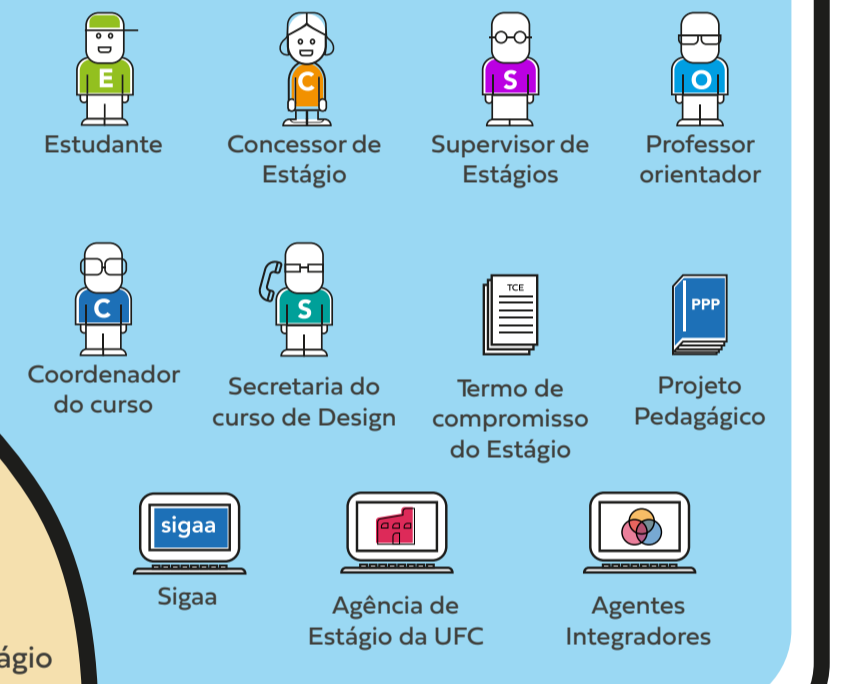 E
C
S
O
Estudante
Concessor de
Estágio
Supervisor de
Estágios
Professor
orientador
C
S
TCE
PPP
Coordenador
do curso
Secretaria do
curso de Design
Termo de
compromisso
do Estágio
Projeto
Pedagágico
sigaa
Sigaa
Agência de
Estágio da UFC
Agentes
Integradores
ágio